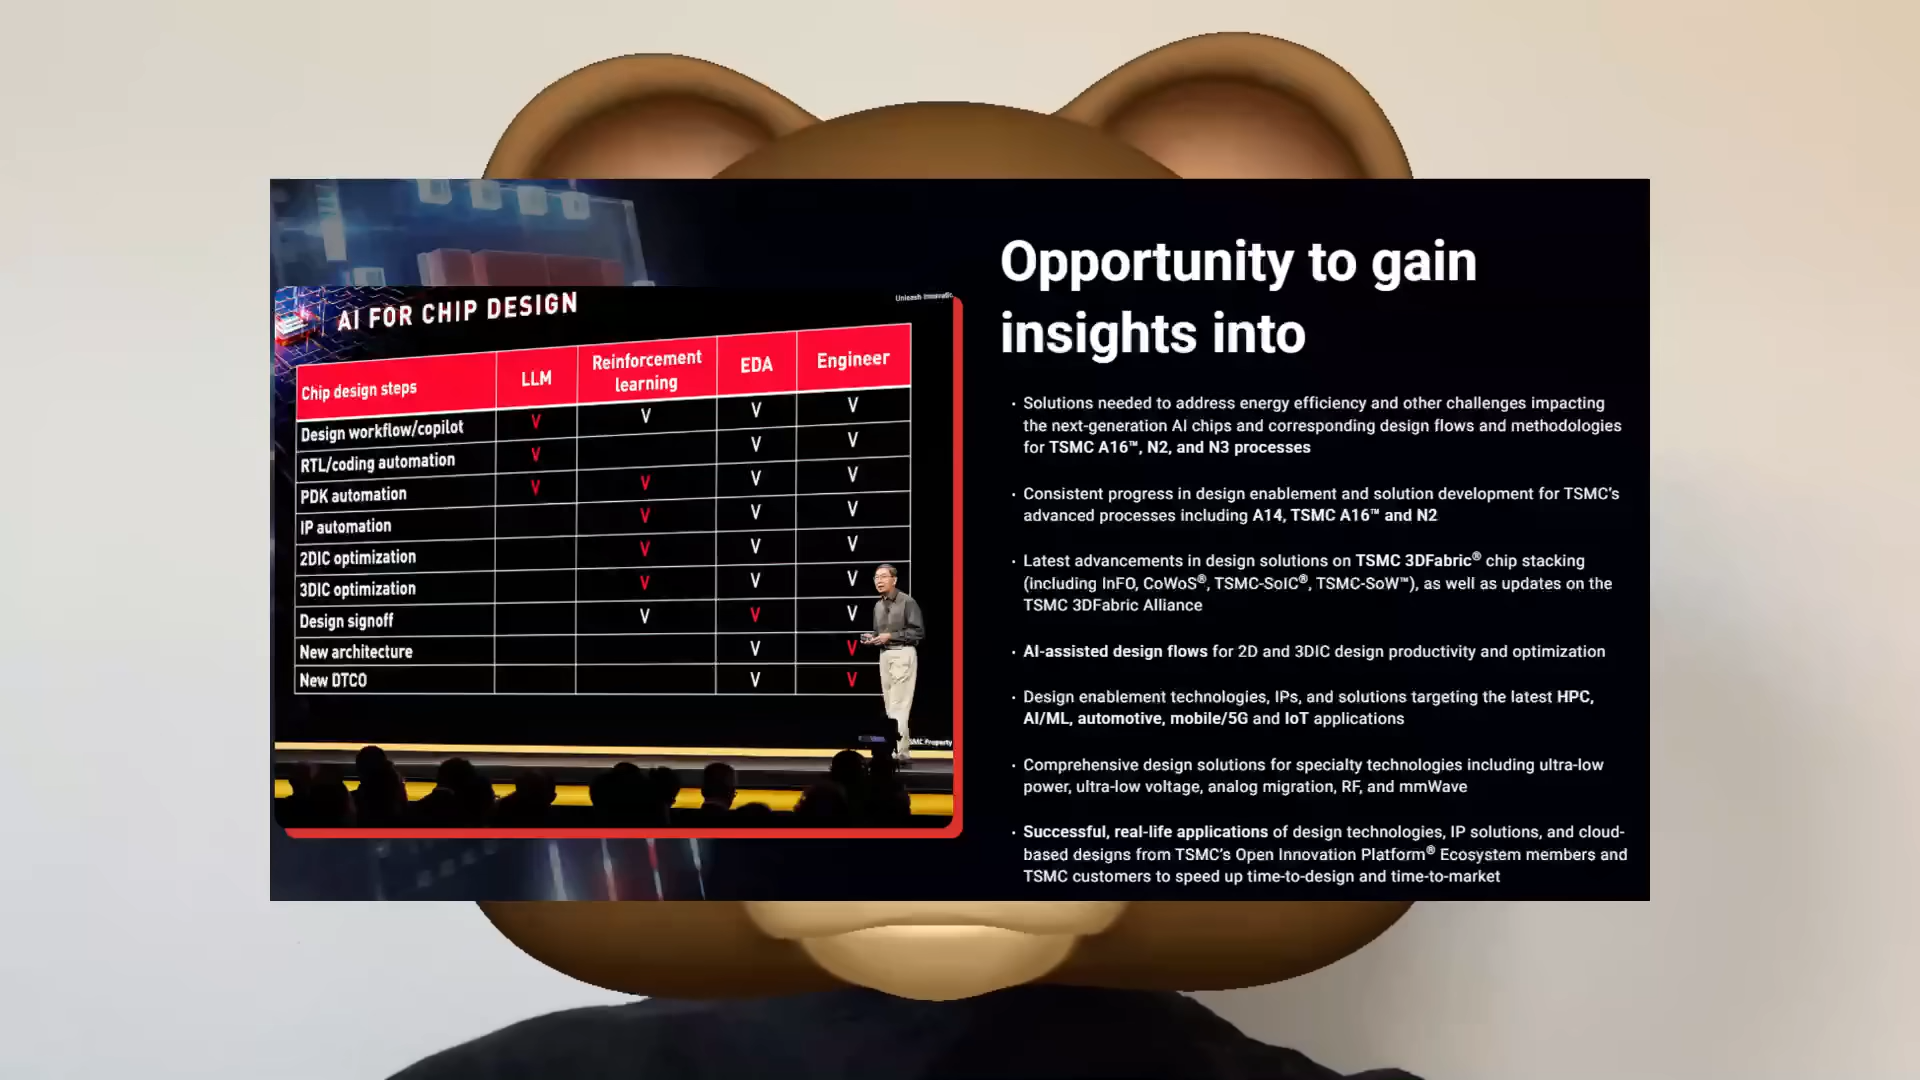 Unleash Innovatio
AI FOR CHIP DESIGN
Chip design steps LLM Reinforcement learning EDA Engineer
Design workflow/copilot V V V V
RTL/coding automation V V V
PDK automation V V V V
IP automation V V V
2DIC optimization V V V
3DIC optimization V V V
Design signoff V V V
New architecture V V
New DTCO V V
SMC Property
Opportunity to gain
insights into
· Solutions needed to address energy efficiency and other challenges impacting
the next-generation AI chips and corresponding design flows and methodologies
for TSMC A16™, N2, and N3 processes
· Consistent progress in design enablement and solution development for TSMC's
advanced processes including A14, TSMC A16™ and N2
· Latest advancements in design solutions on TSMC 3DFabric® chip stacking
(including InFO, CoWoS®, TSMC-SoIC®, TSMC-SoW™), as well as updates on the
TSMC 3DFabric Alliance
· AI-assisted design flows for 2D and 3DIC design productivity and optimization
· Design enablement technologies, IPs, and solutions targeting the latest HPC,
AI/ML, automotive, mobile/5G and IoT applications
· Comprehensive design solutions for specialty technologies including ultra-low
power, ultra-low voltage, analog migration, RF, and mmWave
· Successful, real-life applications of design technologies, IP solutions, and cloud-
based designs from TSMC's Open Innovation Platform® Ecosystem members and
TSMC customers to speed up time-to-design and time-to-market